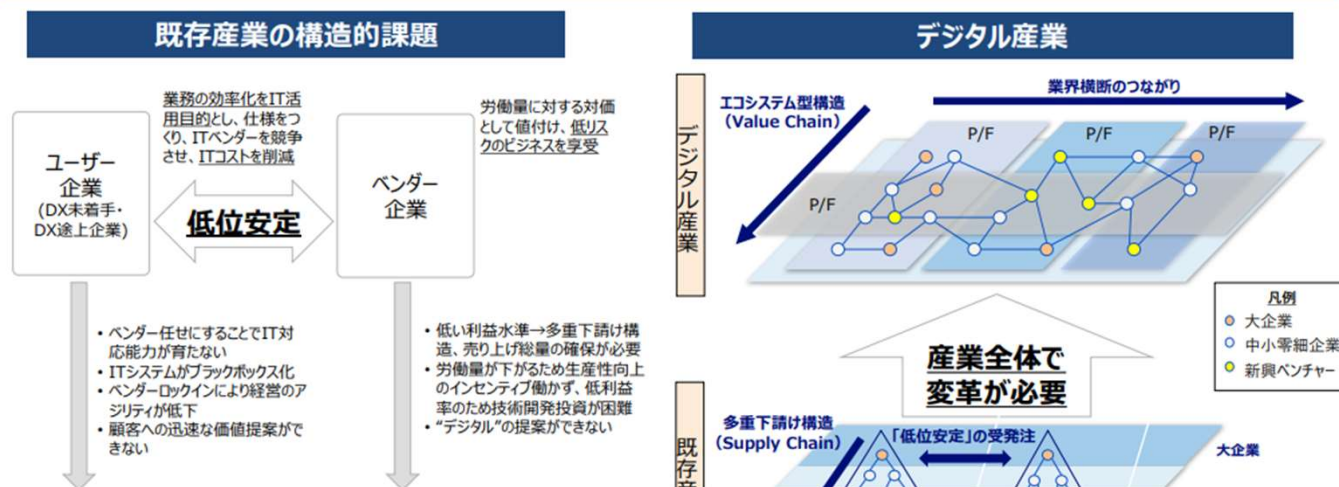 既存産業の構造的課題
業務の効率化をIT活
用目的とし、仕様をつ
くり、ITベンダーを競争
させ、ITコストを削減
労働量に対する対価
として値付け、低リス
クのビジネスを享受
ユーザー
企業
(DX未着手・
DX途上企業)
低位安定
ベンダー
企業
• ベンダー任せにすることでIT対
応能力が育たない
• ITシステムがブラックボックス化
• ベンダーロックインにより経営のア
ジリティが低下
• 顧客への迅速な価値提案がで
きない
• 低い利益水準→多重下請け構
造、売り上げ総量の確保が必要
• 労働量が下がるため生産性向上
のインセンティブ働かず、低利益
率のため技術開発投資が困難
• “デジタル”の提案ができない
デジタル産業
デジタル産業
エコシステム型構造
(Value Chain)
業界横断のつながり
P/F
P/F
P/F
P/F
凡例
大企業
中小零細企業
新興ベンチャー
産業全体で
変革が必要
既存産
多重下請け構造
(Supply Chain)
「低位安定」の受発注
大企業